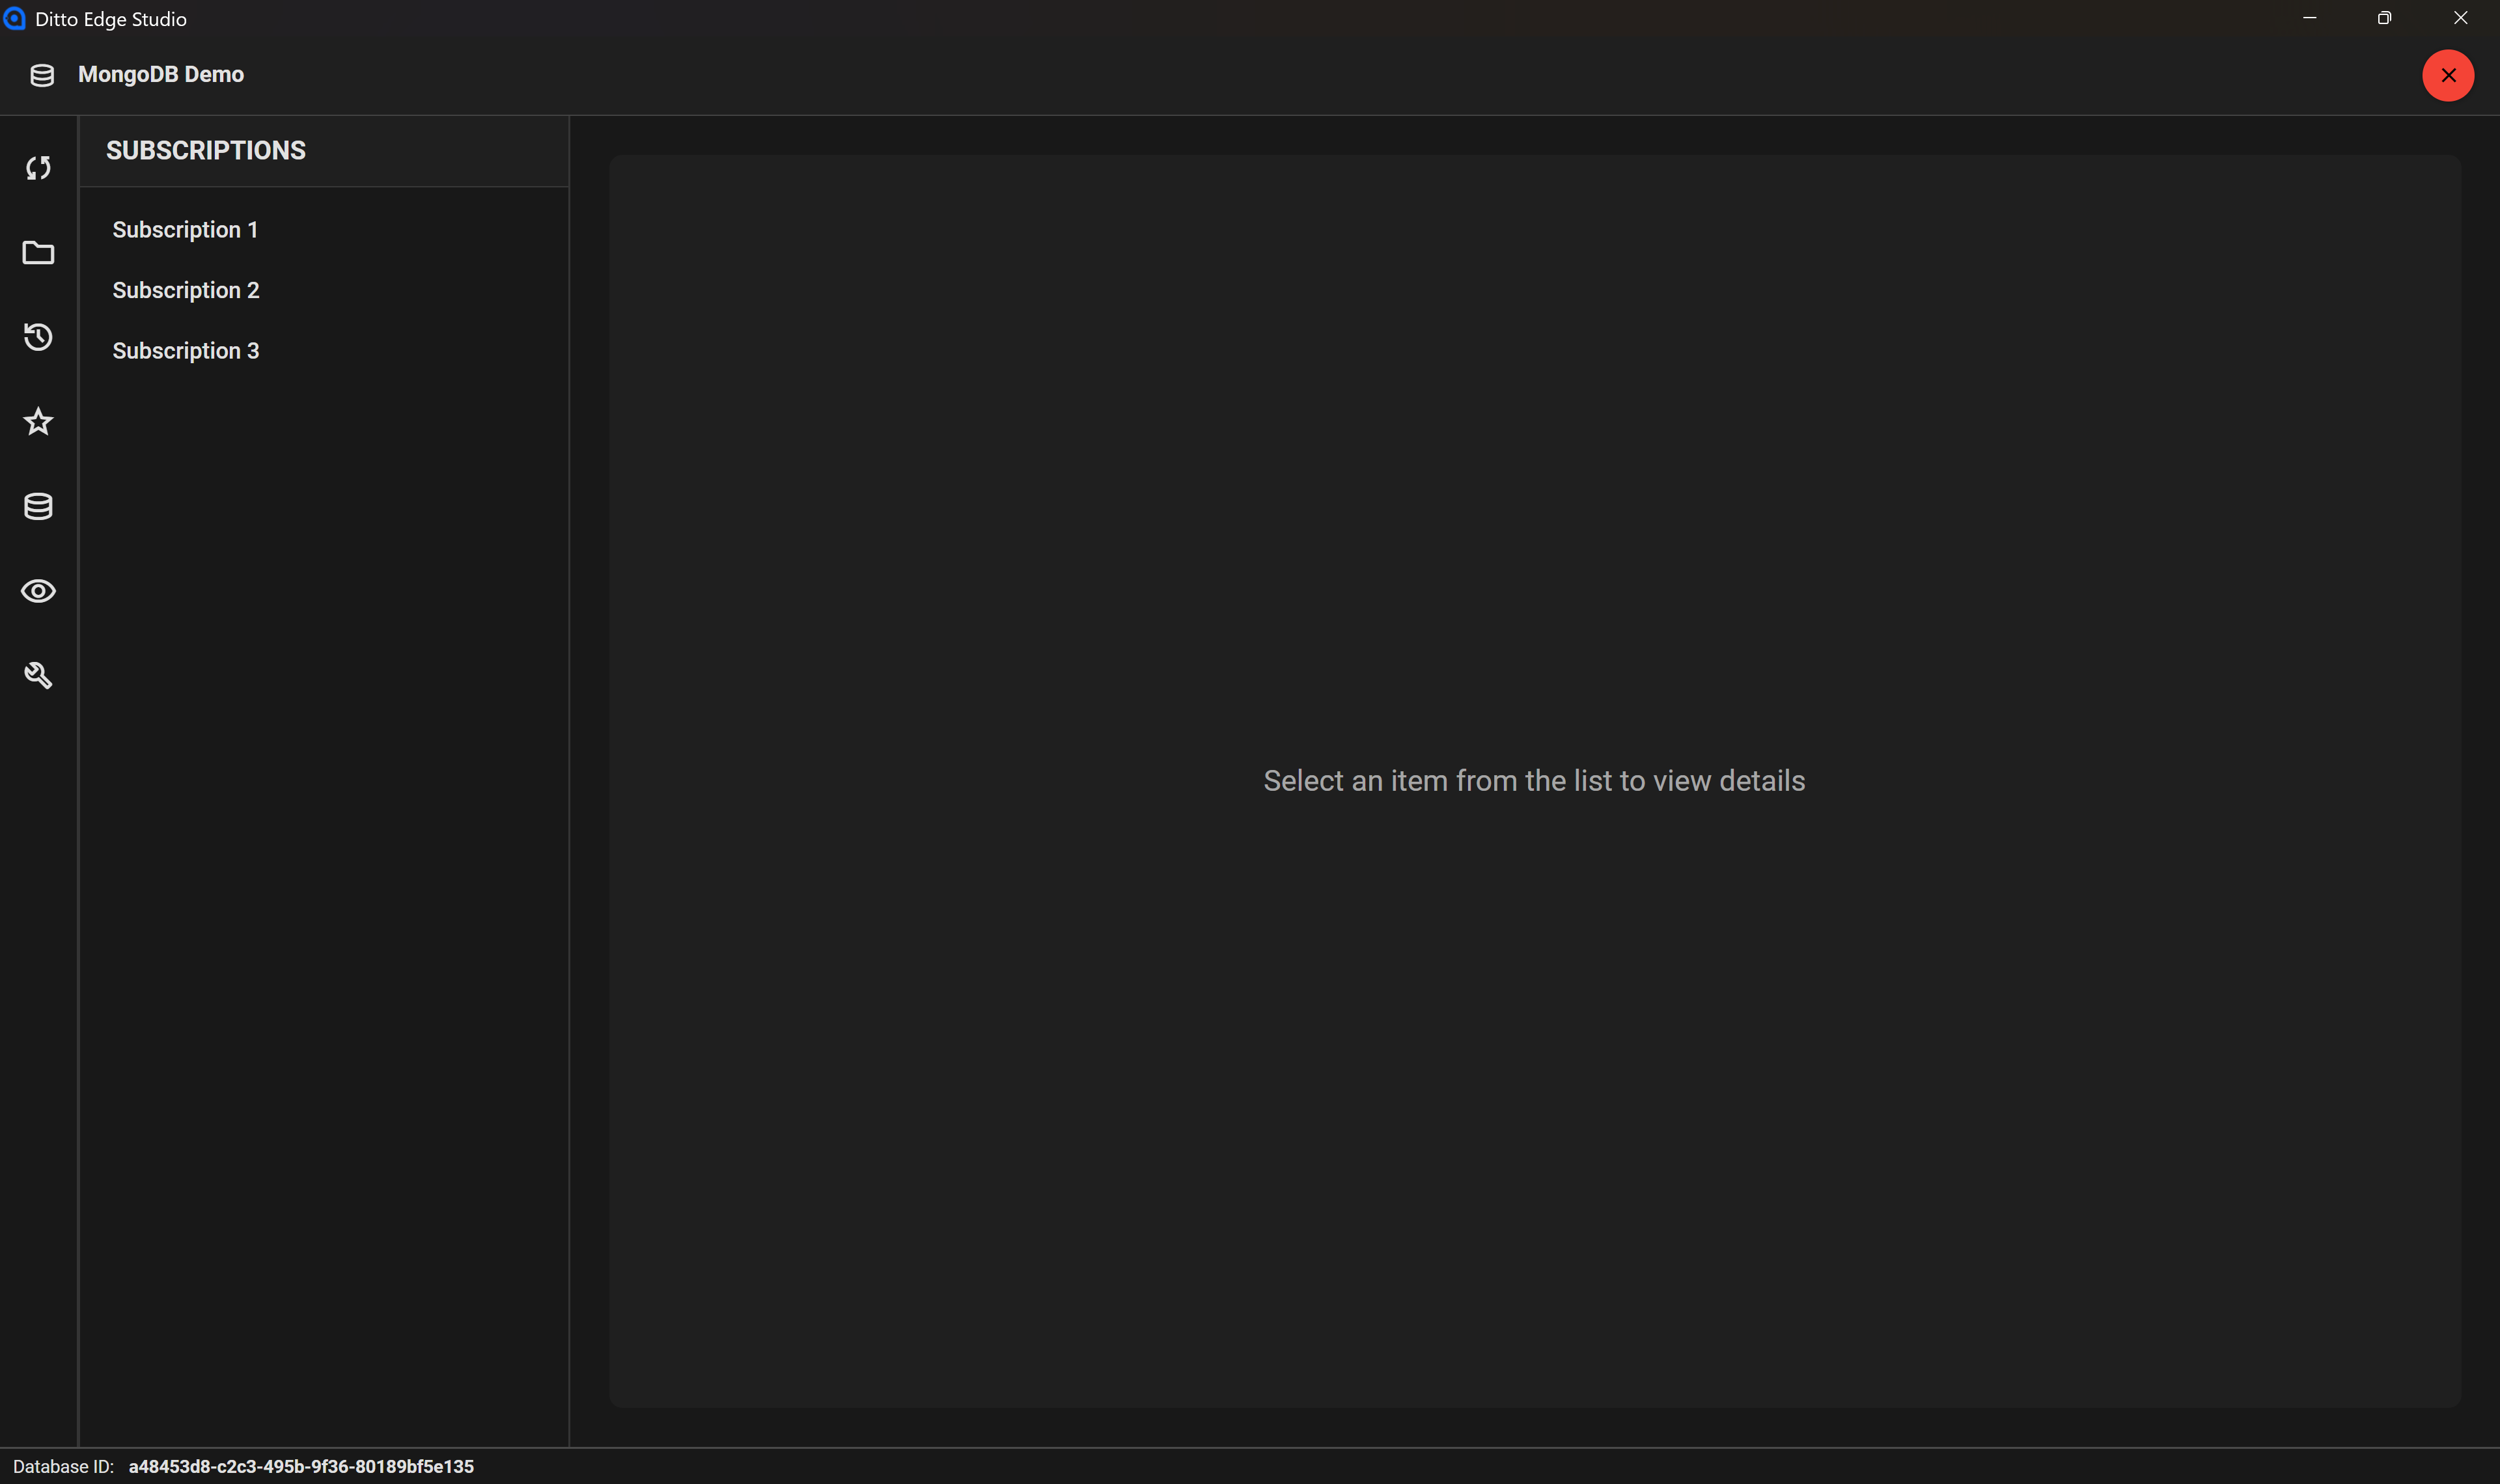 Ditto Edge Studio
MongoDB Demo
SUBSCRIPTIONS
Subscription 1
Subscription 2
Subscription 3
Select an item from the list to view details
Database ID: a48453d8-c2c3-495b-9f36-80189bf5e135